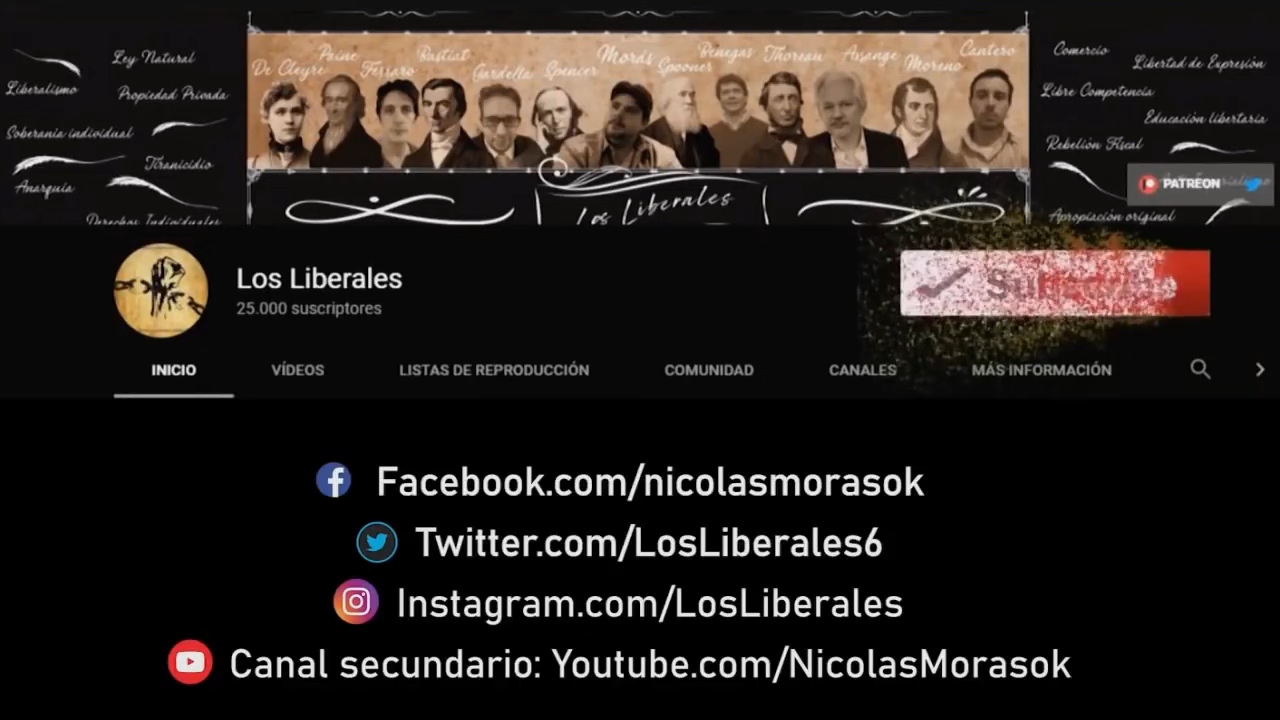 Ley Natural
Liberalismo
Propiedad Privada
Soberanía individual
Tiranicidio
Anarquía
Derechos Individuales
De Cleyre
Paine
Ferraro
Bastiat
Gardella
Spencer
Morás
Spooner
Benegas
Thoreau
Assange
Moreno
Cantero
Comercio
Libertad de Expresión
Libre Competencia
Educación libertaria
Rebelión Fiscal
PATREON
Apropiación original
Los Liberales
Los Liberales
25.000 suscriptores
INICIO
VÍDEOS
LISTAS DE REPRODUCCIÓN
COMUNIDAD
CANALES
MÁS INFORMACIÓN
Facebook.com/nicolasmorasok
Twitter.com/LosLiberales6
Instagram.com/LosLiberales
Canal secundario: Youtube.com/NicolasMorasok